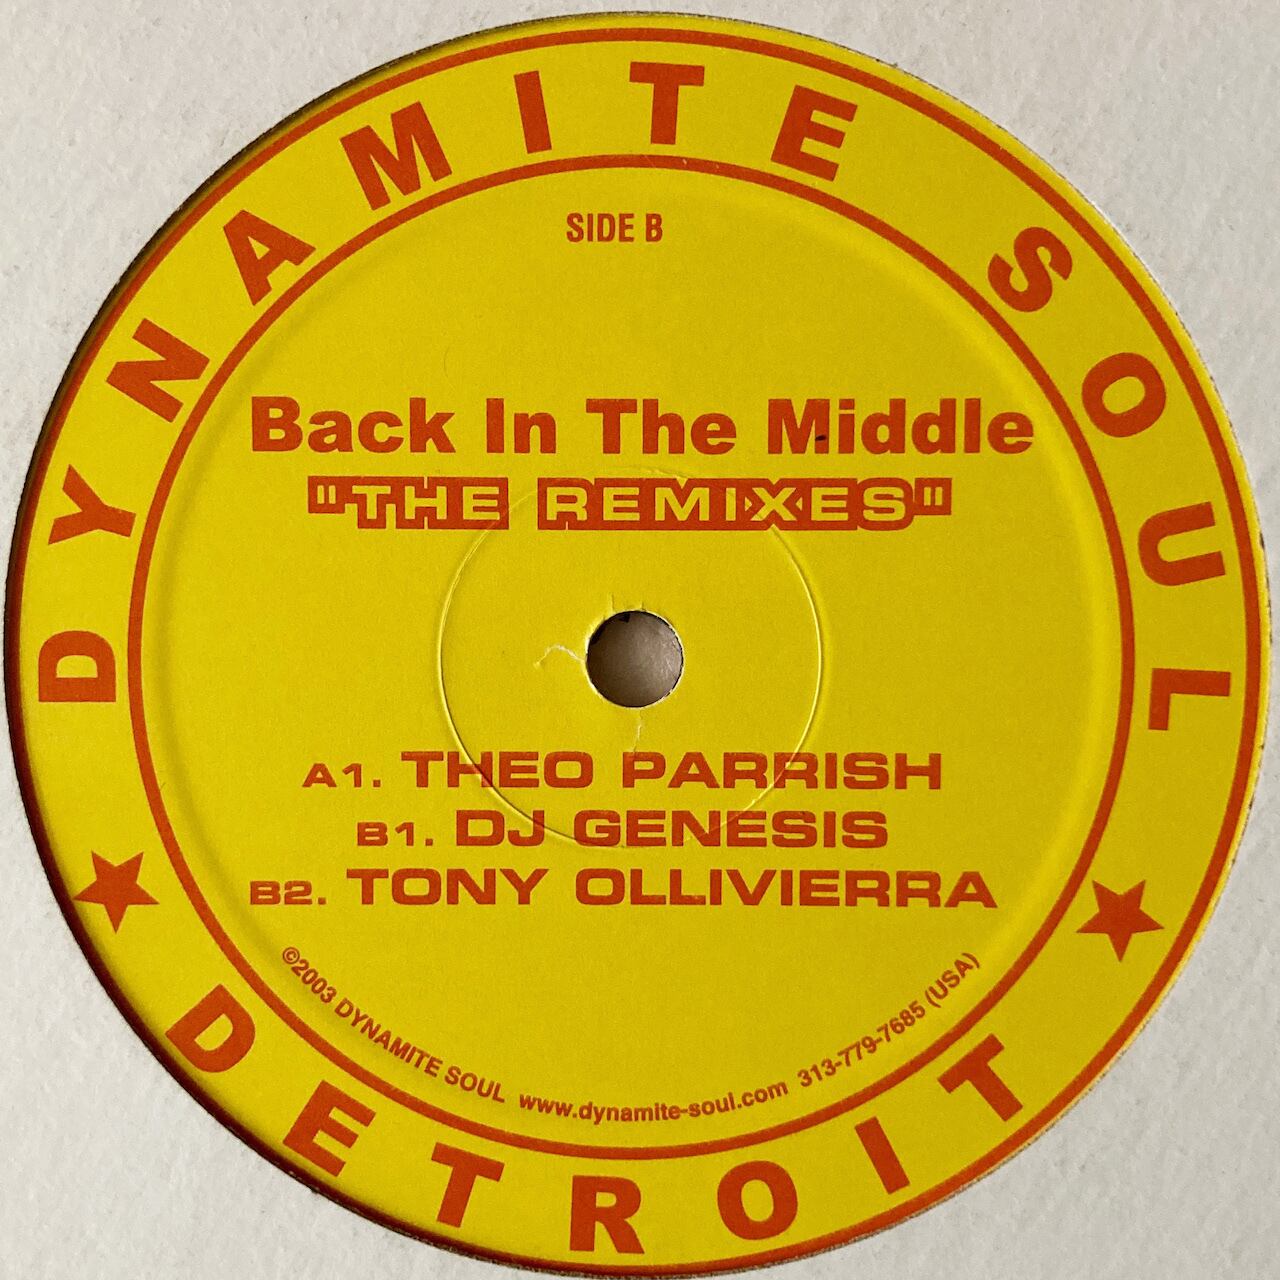 DYNAMITE SOUL
SIDE B
Back In The Middle
"THE REMIXES"
A1. THEO PARRISH
B1. DJ GENESIS
B2. TONY OLLIVIERRA
©2003 DYNAMITE SOUL www.dynamite-soul.com 313-779-7685 (USA)
DETROIT